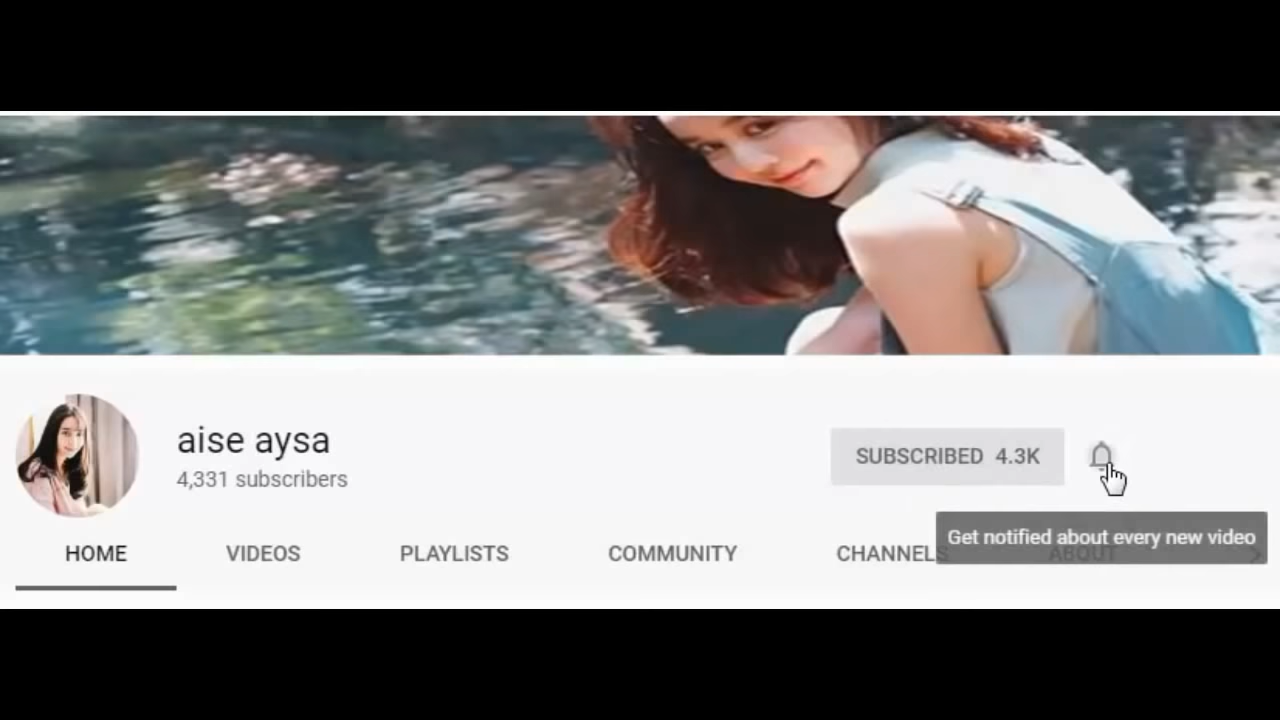 aise aysa
4,331 subscribers
SUBSCRIBED 4.3K
Get notified about every new video
HOME VIDEOS PLAYLISTS COMMUNITY CHANNELS ABOUT